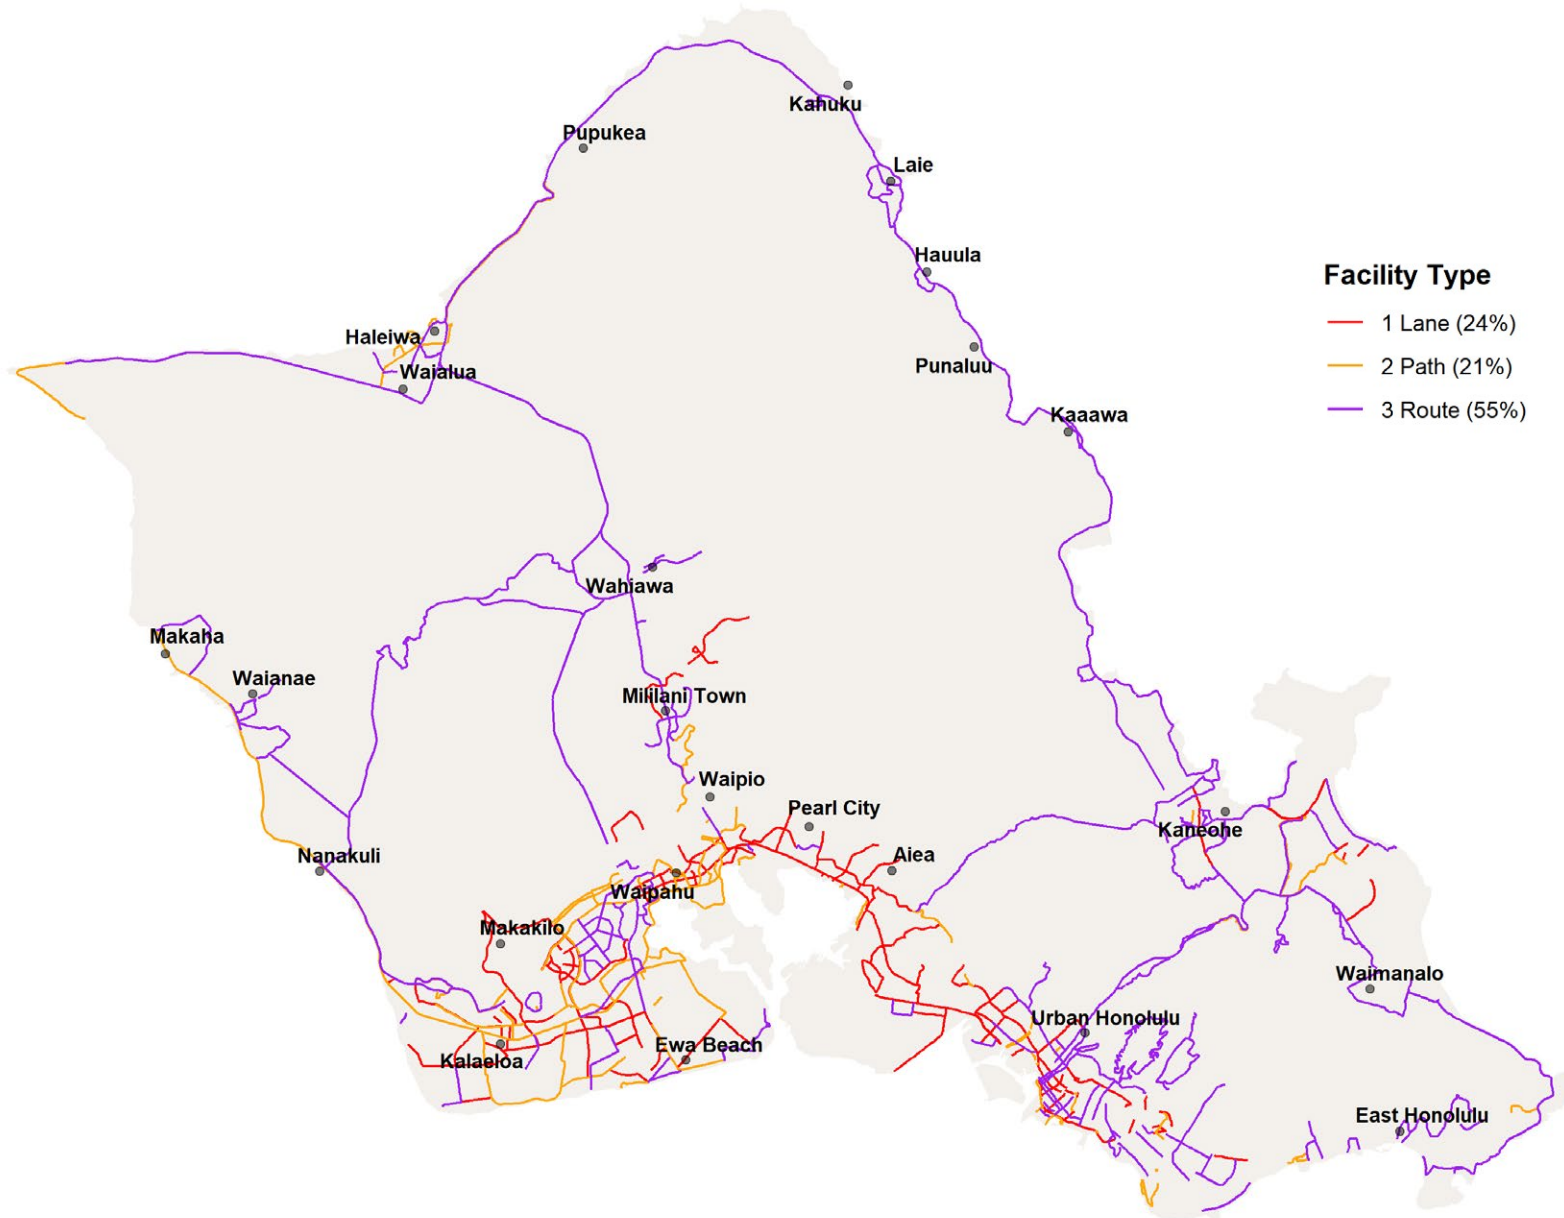 Kahuku
Pupukea
Laie
Hauula
Facility Type
1 Lane (24%)
2 Path (21%)
3 Route (55%)
Haleiwa
Waialua
Punaluu
Kaaawa
Wahiawa
Makaha
Waianae
Mililani Town
Waipio
Pearl City
Kaneohe
Nanakuli
Aiea
Waipahu
Makakilo
Waimanalo
Urban Honolulu
Ewa Beach
Kalaeloa
East Honolulu